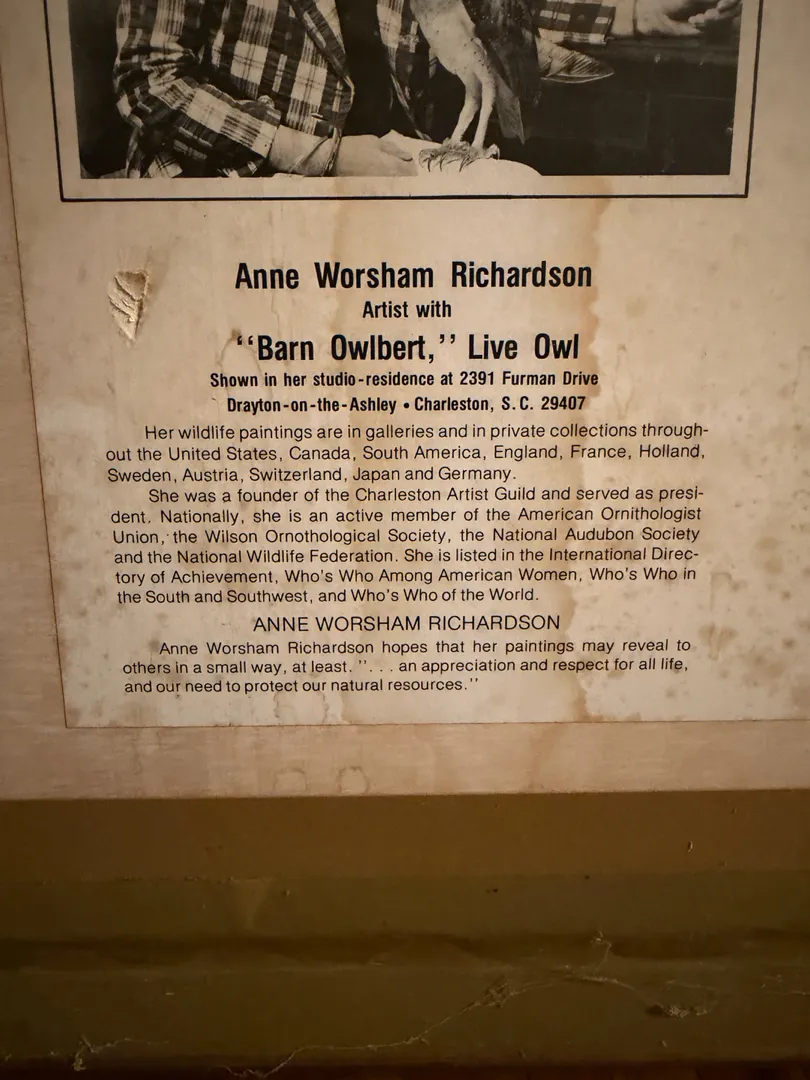 Anne Worsham Richardson
Artist with
‘‘Barn Owlbert,’’ Live Owl
Shown in her studio-residence at 2391 Furman Drive
Drayton-on-the-Ashley • Charleston, S.C. 29407
Her wildlife paintings are in galleries and in private collections through-
out the United States, Canada, South America, England, France, Holland,
Sweden, Austria, Switzerland, Japan and Germany.
She was a founder of the Charleston Artist Guild and served as presi-
dent. Nationally, she is an active member of the American Ornithologist
Union, the Wilson Ornothological Society, the National Audubon Society
and the National Wildlife Federation. She is listed in the International Direc-
tory of Achievement, Who's Who Among American Women, Who's Who in
the South and Southwest, and Who's Who of the World.
ANNE WORSHAM RICHARDSON
Anne Worsham Richardson hopes that her paintings may reveal to
others in a small way, at least. ''. . . an appreciation and respect for all life,
and our need to protect our natural resources.''